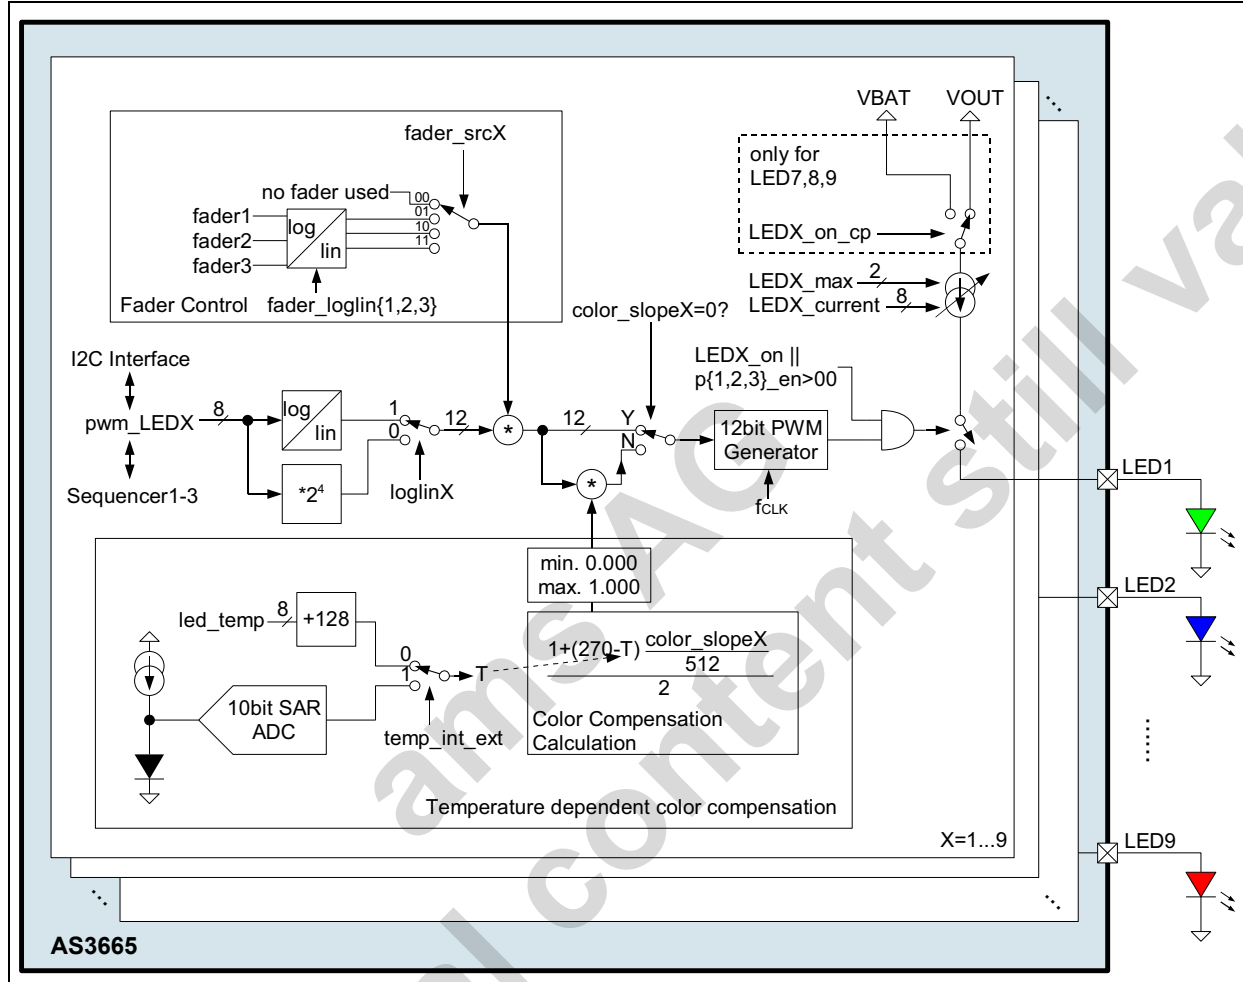 VBAT
VOUT
fader_srcX
only for
LED7,8,9
no fader used
00
01
10
11
fader1
fader2
fader3
log
lin
LEDX_on_cp
Fader Control
fader_loglin{1,2,3}
LEDX_max
2
LEDX_current
8
color_slopeX=0?
I2C Interface
LEDX_on ||
p{1,2,3}_en>00
pwm_LEDX
8
log
lin
1
0
12
*
12
Y
N
12bit PWM
Generator
Sequencer1-3
*2⁴
loglinX
*
fCLK
LED1
min. 0.000
max. 1.000
LED2
led_temp
8
+128
0
1
T
1+(270-T)
color_slopeX
512
2
10bit SAR
ADC
temp_int_ext
Color Compensation
Calculation
Temperature dependent color compensation
X=1...9
LED9
AS3665
ams AG
content still val